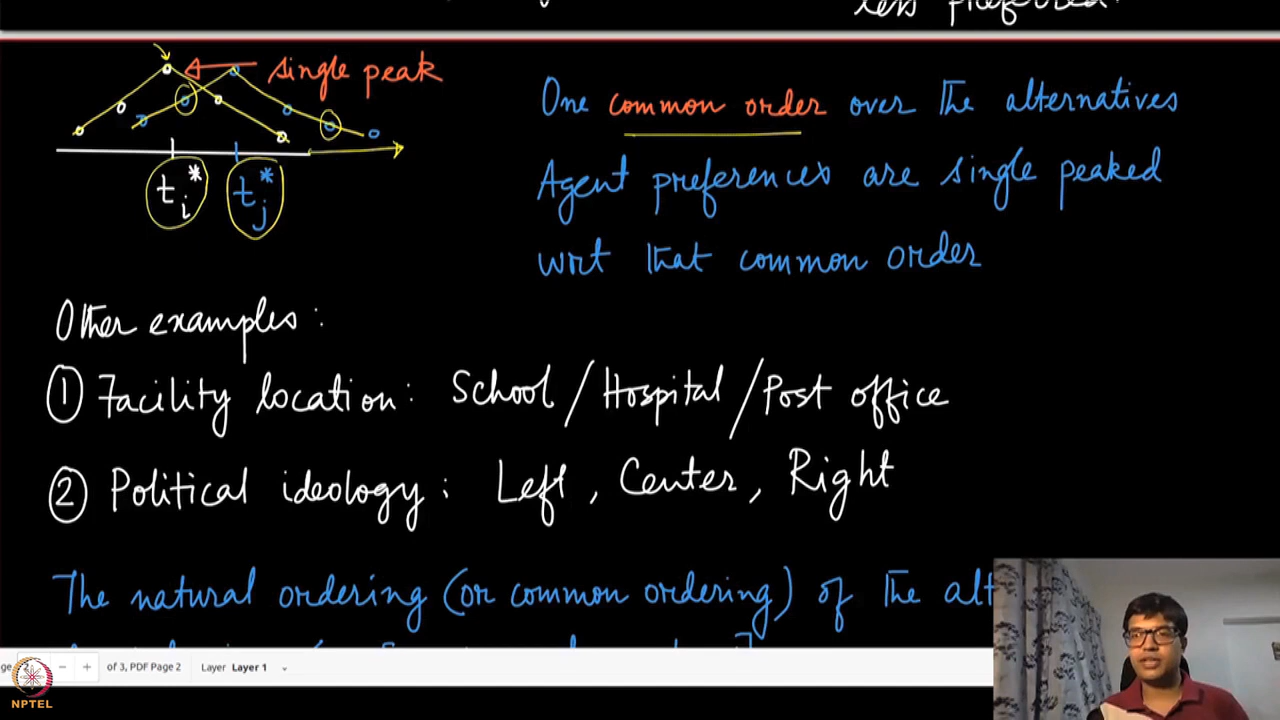 less preferred.
single peak
t_i^* t_j^*
One common order over the alternatives
Agent preferences are single peaked
wrt that common order
Other examples :
① Facility location : School / Hospital / Post office
② Political ideology : Left , Center , Right
The natural ordering (or common ordering) of the alt
of 3, PDF Page 2 Layer Layer 1
NPTEL